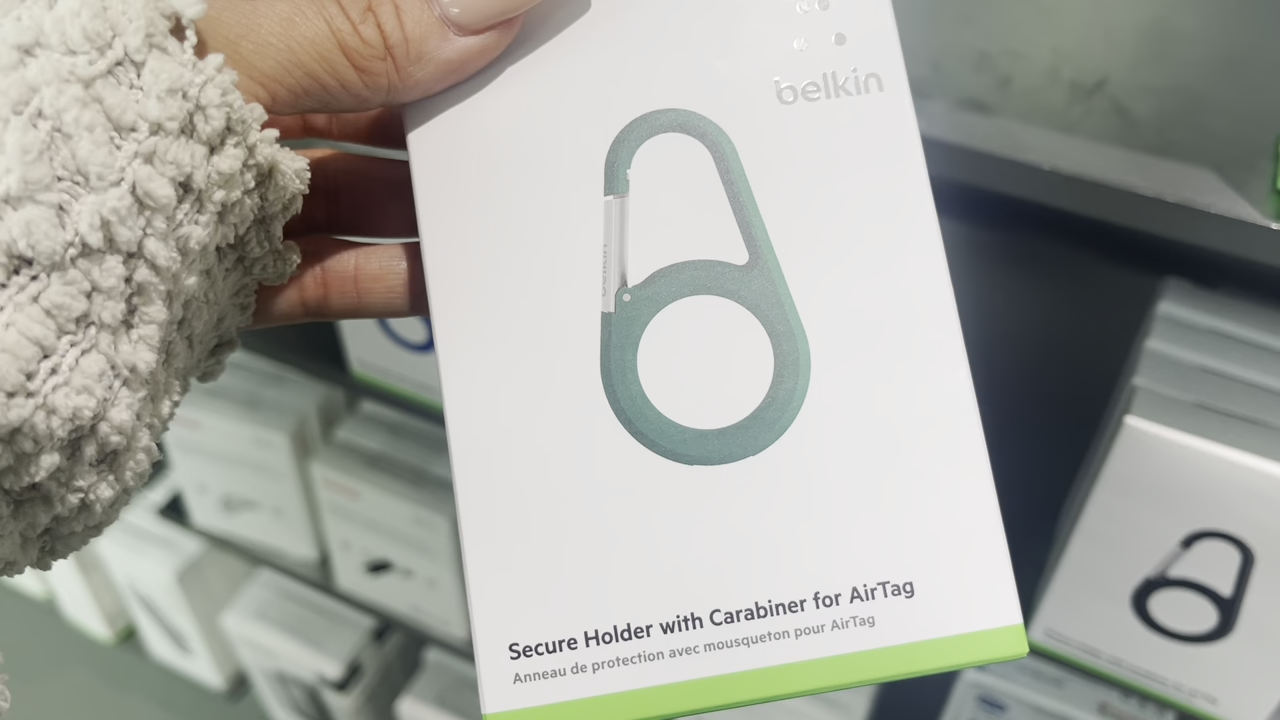 belkin
Secure Holder with Carabiner for AirTag
Anneau de protection avec mousqueton pour AirTag